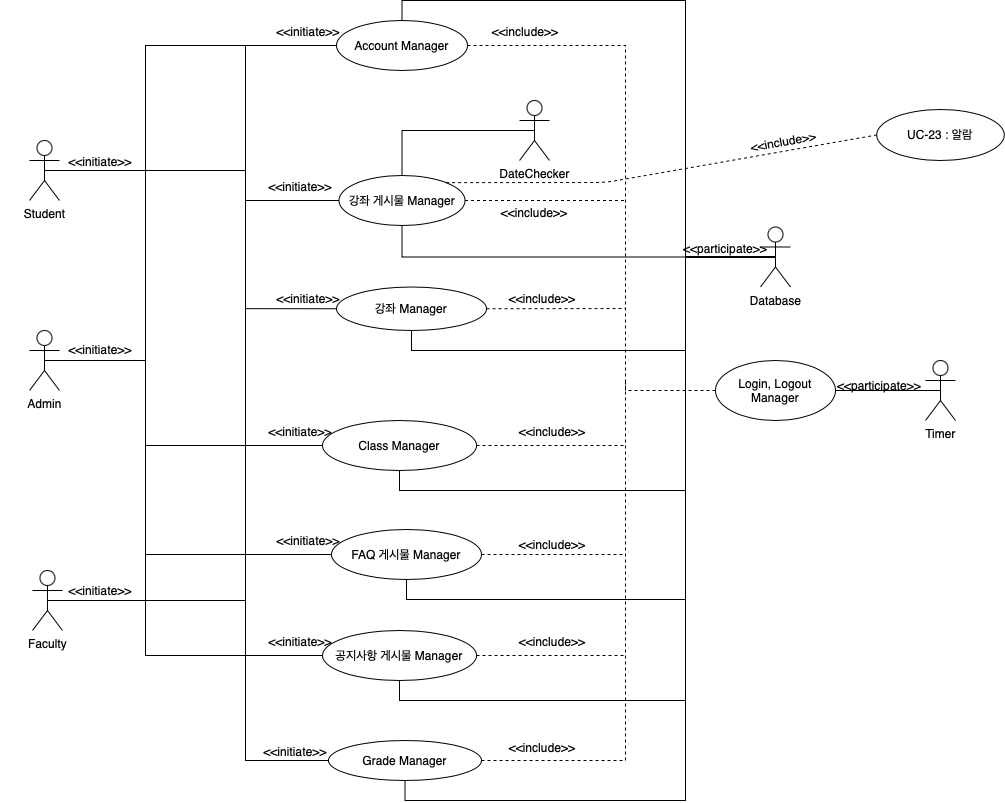 <<initiate>>
Account Manager
<<include>>
DateChecker
<<include>>
UC-23 : 알람
<<initiate>>
Student
<<initiate>>
강좌 게시물 Manager
<<include>>
<<participate>>
Database
<<initiate>>
강좌 Manager
<<include>>
<<initiate>>
Admin
Login, Logout
Manager
<<participate>>
Timer
<<initiate>>
Class Manager
<<include>>
<<initiate>>
FAQ 게시물 Manager
<<include>>
<<initiate>>
Faculty
<<initiate>>
공지사항 게시물 Manager
<<include>>
<<initiate>>
Grade Manager
<<include>>